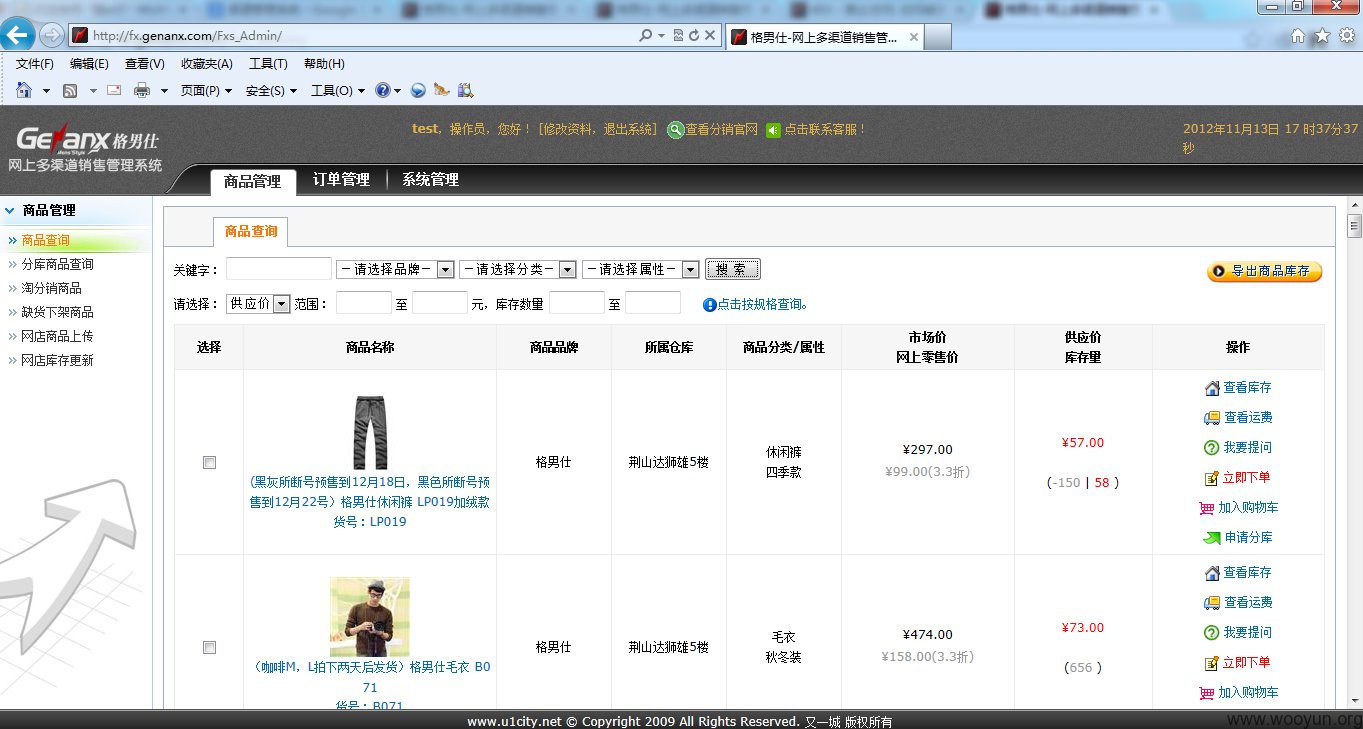 http://fx.genanx.com/Fxs_Admin/
格男仕-网上多渠道销售管...
文件(F) 编辑(E) 查看(V) 收藏夹(A) 工具(T) 帮助(H)
页面(P) 安全(S) 工具(O)
Genanx 格男仕
网上多渠道销售管理系统
test，操作员，您好！ [修改资料，退出系统] 查看分销官网 点击联系客服！
2012年11月13日 17 时37分37
秒
商品管理 订单管理 系统管理
商品管理
商品查询
分库商品查询
淘分销商品
缺货下架商品
网店商品上传
网店库存更新
商品查询
关键字： －请选择品牌－ －请选择分类－ －请选择属性－ 搜 索
导出商品库存
请选择： 供应价 范围： 至 元，库存数量 至 点击按规格查询。
选择 商品名称 商品品牌 所属仓库 商品分类/属性 市场价 供应价 操作
网上零售价 库存量
(黑灰所断号预售到12月18日，黑色所断号预
售到12月22号）格男仕休闲裤 LP019加绒款
货号：LP019
格男仕
荆山达狮雄5楼
休闲裤
四季款
¥297.00
¥99.00(3.3折)
¥57.00
(-150 | 58 )
查看库存
查看运费
我要提问
立即下单
加入购物车
申请分库
（咖啡M，L拍下两天后发货）格男仕毛衣 B0
71
货号：B071
格男仕
荆山达狮雄5楼
毛衣
秋冬装
¥474.00
¥158.00(3.3折)
¥73.00
(656 )
查看库存
查看运费
我要提问
立即下单
加入购物车
www.u1city.net © Copyright 2009 All Rights Reserved. 又一城 版权所有
www.wooyun.org